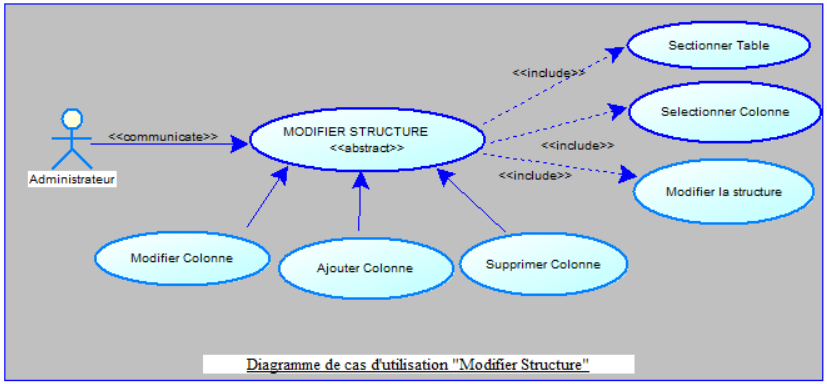 Sectionner Table
<<include>>
Selectionner Colonne
<<communicate>>
MODIFIER STRUCTURE
<<abstract>>
<<include>>
<<include>>
Administrateur
Modifier la structure
Modifier Colonne
Ajouter Colonne
Supprimer Colonne
Diagramme de cas d'utilisation "Modifier Structure"